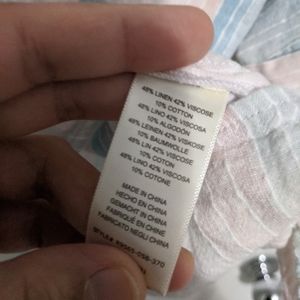 48% LINEN 42% VISCOSE
10% COTTON
48% LINO 42% VISCOSA
10% ALGODÓN
48% LEINEN 42% VISKOSE
10% BAUMWOLLE
48% LIN 42% VISCOSE
10% COTON
48% LINO 42% VISCOSA
10% COTONE
MADE IN CHINA
HECHO EN CHINA
GEMACHT IN CHINA
FABRIQUÉ EN CHINE
FABRICATO NEGLI CHINA